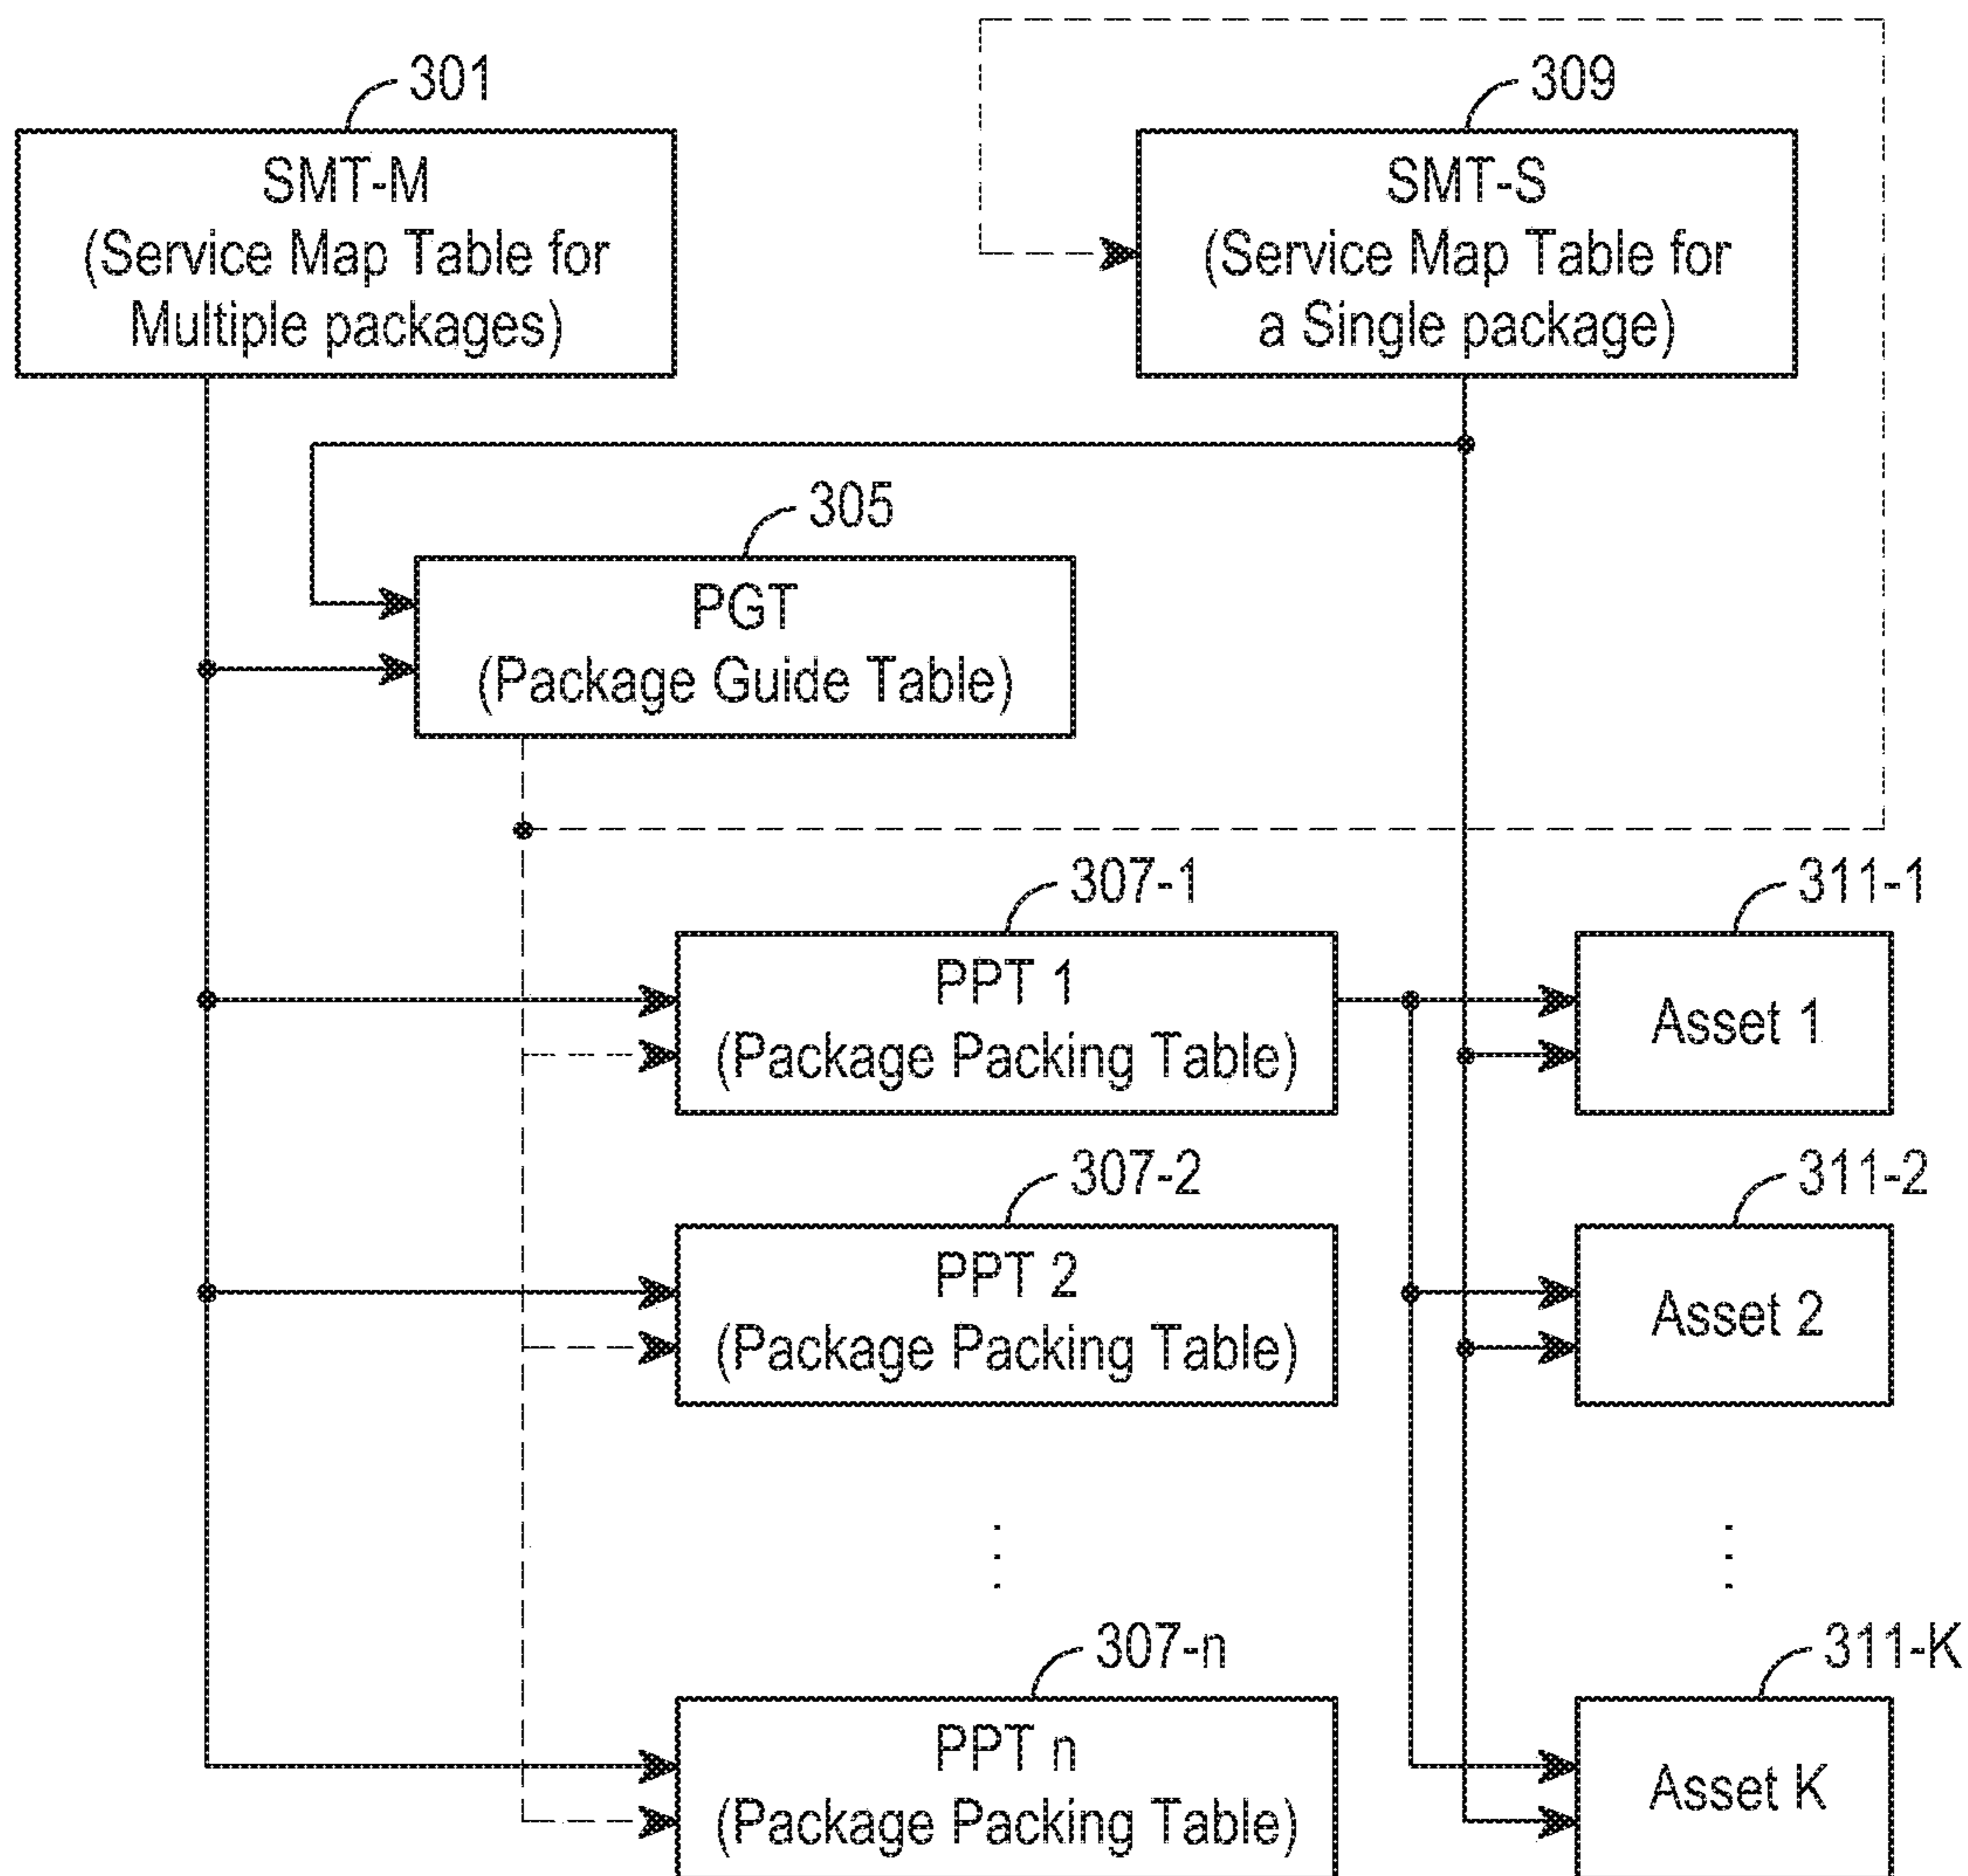 301
SMT-M
(Service Map Table for
Multiple packages)
309
SMT-S
(Service Map Table for
a Single package)
305
PGT
(Package Guide Table)
307-1
PPT 1
(Package Packing Table)
311-1
Asset 1
307-2
PPT 2
(Package Packing Table)
311-2
Asset 2
307-n
PPT n
(Package Packing Table)
311-K
Asset K